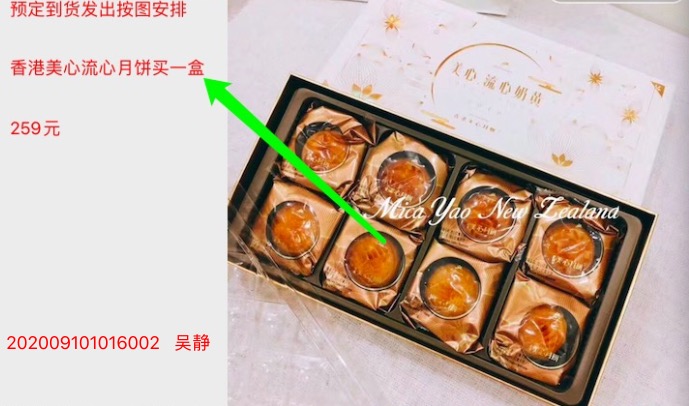 预定到货发出按图安排
香港美心流心月饼买一盒
259元
202009101016002 吴静
美心 流心奶黄
Mica Yao New Zealand